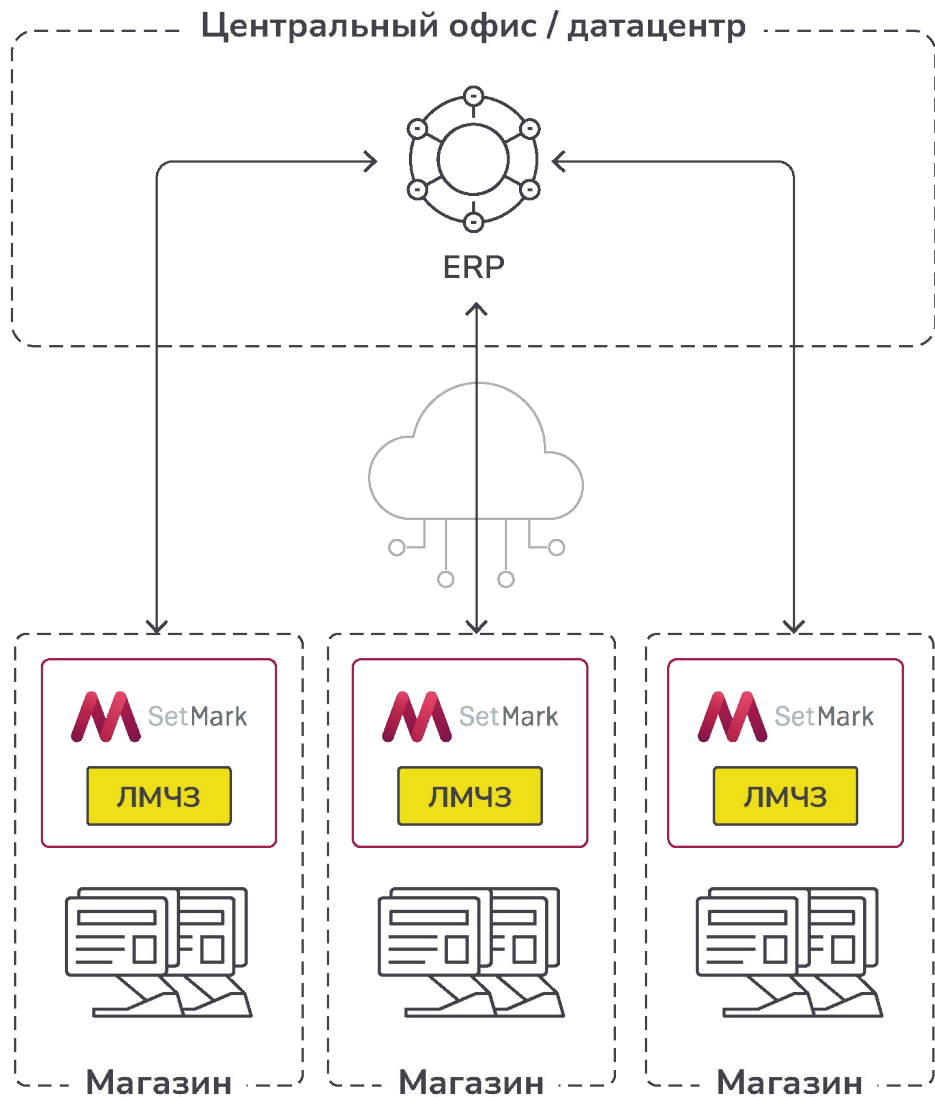 Центральный офис / датацентр
ERP
SetMark
SetMark
SetMark
ЛМЧЗ
ЛМЧЗ
ЛМЧЗ
Магазин
Магазин
Магазин